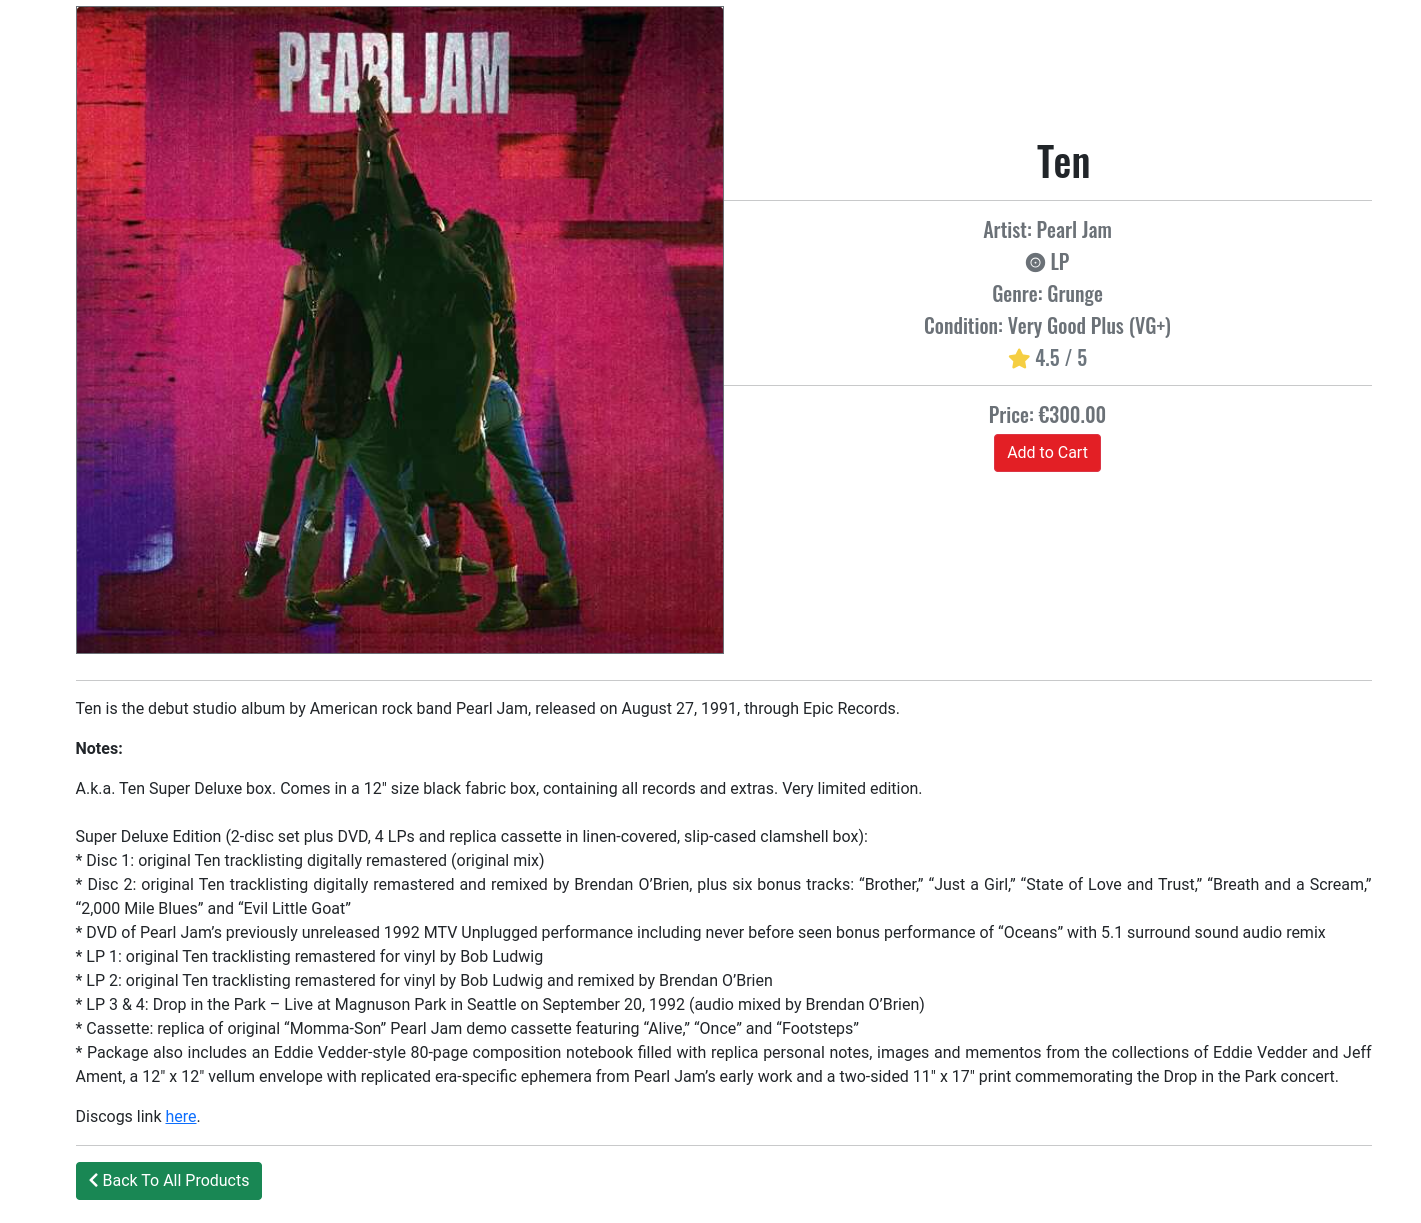 PEARL JAM
Ten
Artist: Pearl Jam
LP
Genre: Grunge
Condition: Very Good Plus (VG+)
4.5 / 5
Price: €300.00
Add to Cart
Ten is the debut studio album by American rock band Pearl Jam, released on August 27, 1991, through Epic Records.
Notes:
A.k.a. Ten Super Deluxe box. Comes in a 12" size black fabric box, containing all records and extras. Very limited edition.
Super Deluxe Edition (2-disc set plus DVD, 4 LPs and replica cassette in linen-covered, slip-cased clamshell box):
* Disc 1: original Ten tracklisting digitally remastered (original mix)
* Disc 2: original Ten tracklisting digitally remastered and remixed by Brendan O’Brien, plus six bonus tracks: “Brother,” “Just a Girl,” “State of Love and Trust,” “Breath and a Scream,”
“2,000 Mile Blues” and “Evil Little Goat”
* DVD of Pearl Jam’s previously unreleased 1992 MTV Unplugged performance including never before seen bonus performance of “Oceans” with 5.1 surround sound audio remix
* LP 1: original Ten tracklisting remastered for vinyl by Bob Ludwig
* LP 2: original Ten tracklisting remastered for vinyl by Bob Ludwig and remixed by Brendan O’Brien
* LP 3 & 4: Drop in the Park – Live at Magnuson Park in Seattle on September 20, 1992 (audio mixed by Brendan O’Brien)
* Cassette: replica of original “Momma-Son” Pearl Jam demo cassette featuring “Alive,” “Once” and “Footsteps”
* Package also includes an Eddie Vedder-style 80-page composition notebook filled with replica personal notes, images and mementos from the collections of Eddie Vedder and Jeff
Ament, a 12" x 12" vellum envelope with replicated era-specific ephemera from Pearl Jam’s early work and a two-sided 11" x 17" print commemorating the Drop in the Park concert.
Discogs link here.
Back To All Products